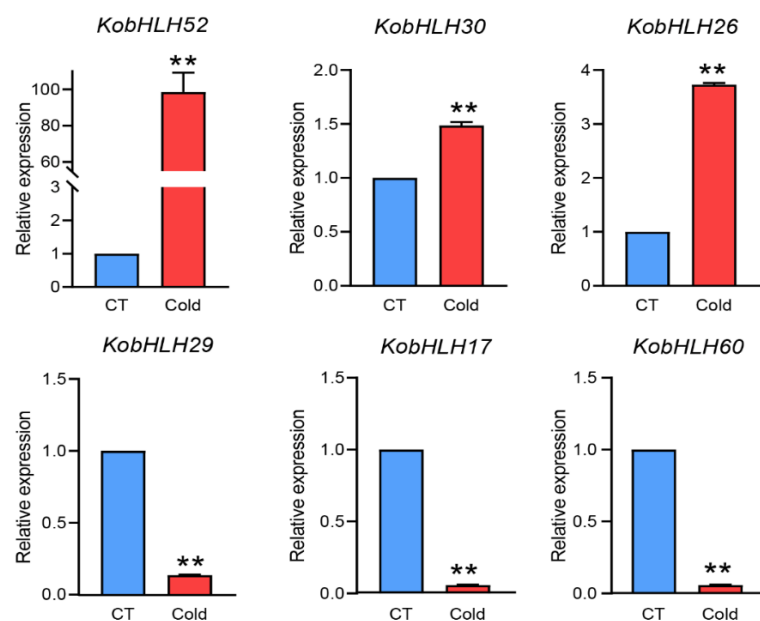 KobHLH52
Relative expression
100
80
60
3
2
1
0
**
CT Cold
KobHLH30
Relative expression
2.0
1.5
1.0
0.5
0.0
**
CT Cold
KobHLH26
Relative expression
4
3
2
1
0
**
CT Cold
KobHLH29
Relative expression
1.5
1.0
0.5
0.0
**
CT Cold
KobHLH17
Relative expression
1.5
1.0
0.5
0.0
**
CT Cold
KobHLH60
Relative expression
1.5
1.0
0.5
0.0
**
CT Cold